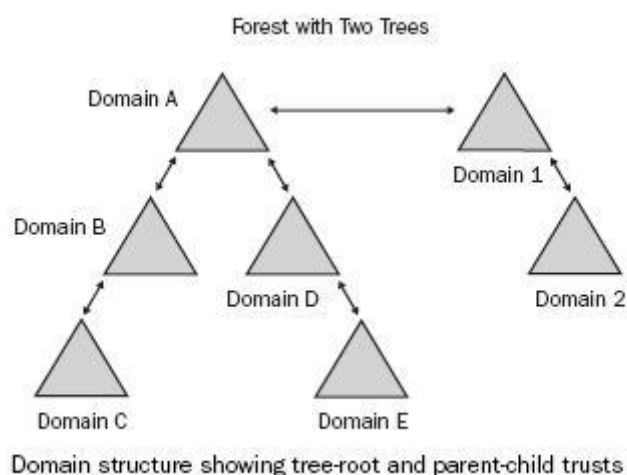 Forest with Two Trees
Domain A
Domain 1
Domain B
Domain D
Domain 2
Domain C
Domain E
Domain structure showing tree-root and parent-child trusts